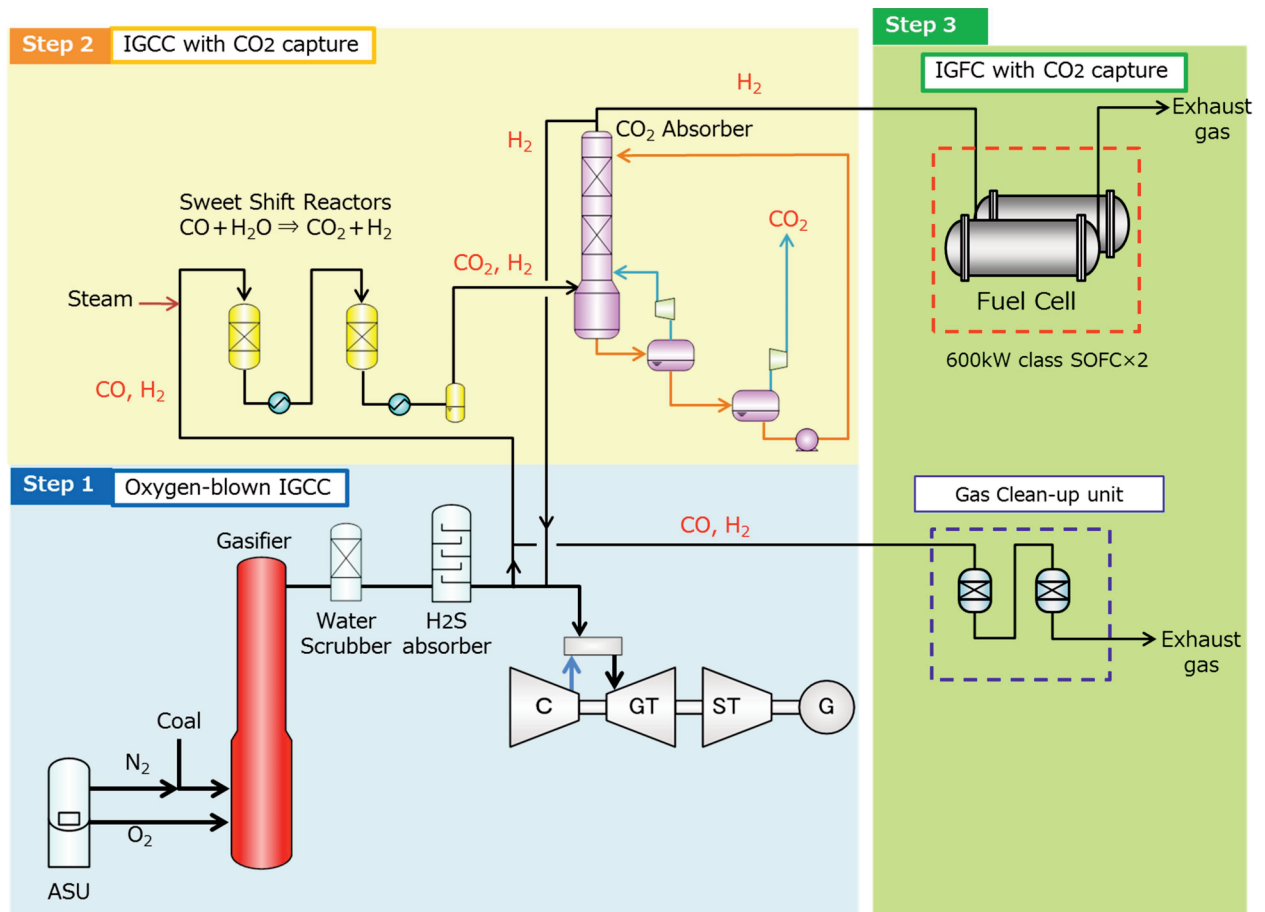 Step 2
IGCC with CO2 capture
Sweet Shift Reactors
CO+H₂O ⇒ CO₂+H₂
Steam
CO, H₂
CO₂, H₂
H₂
H₂
CO₂ Absorber
CO₂
Step 3
IGFC with CO2 capture
Exhaust
gas
Fuel Cell
600kW class SOFC×2
Gas Clean-up unit
CO, H₂
Exhaust
gas
Step 1
Oxygen-blown IGCC
Gasifier
Water
Scrubber
H2S
absorber
Coal
N₂
O₂
ASU
C
GT
ST
G